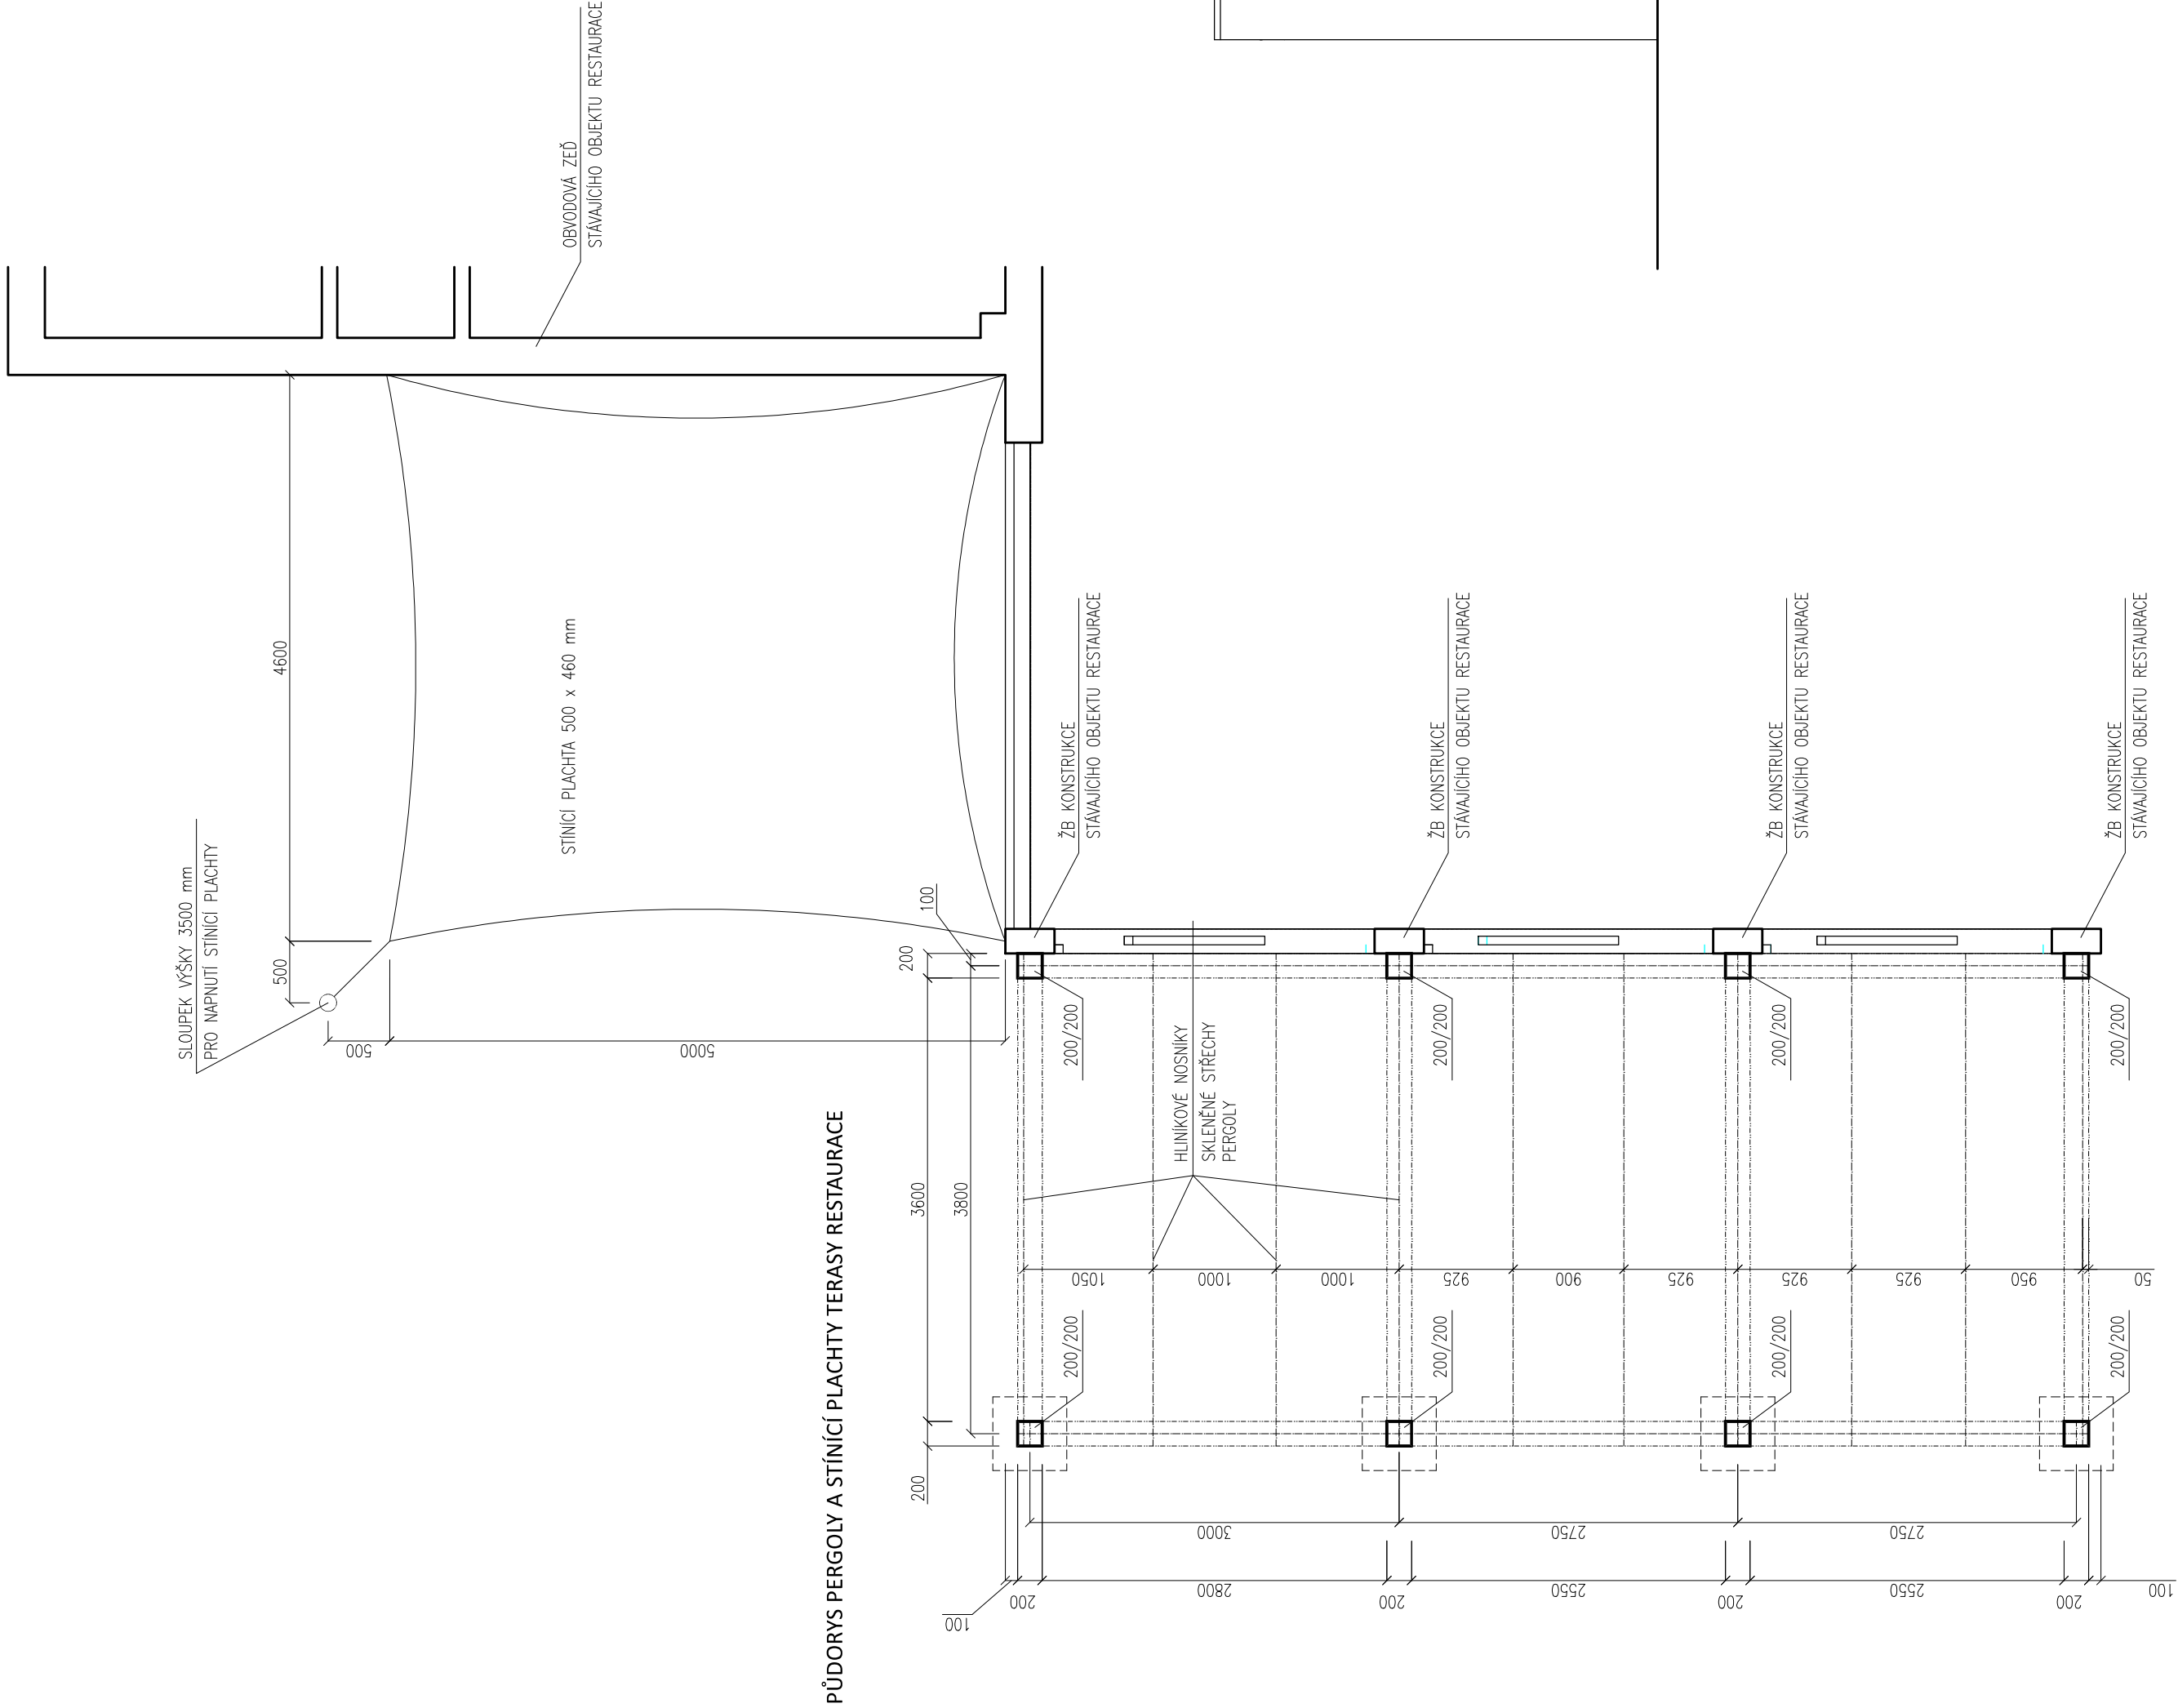 OBVODOVÁ ZEĎ
STÁVAJÍCÍHO OBJEKTU RESTAURACE
SLOUPEK VÝŠKY 3500 mm
PRO NAPNUTÍ STÍNÍCÍ PLACHTY
4600
500
500
5000
STÍNÍCÍ PLACHTA 500 x 460 mm
PŮDORYS PERGOLY A STÍNÍCÍ PLACHTY TERASY RESTAURACE
ŽB KONSTRUKCE
STÁVAJÍCÍHO OBJEKTU RESTAURACE
ŽB KONSTRUKCE
STÁVAJÍCÍHO OBJEKTU RESTAURACE
ŽB KONSTRUKCE
STÁVAJÍCÍHO OBJEKTU RESTAURACE
ŽB KONSTRUKCE
STÁVAJÍCÍHO OBJEKTU RESTAURACE
100
200
3600
3800
200
200/200
200/200
200/200
200/200
HLINÍKOVÉ NOSNÍKY
SKLENĚNÉ STŘECHY
PERGOLY
1050
1000
1000
925
900
925
925
925
950
50
200/200
200/200
200/200
200/200
3000
2750
2750
100
200
2800
200
2550
200
2550
200
100